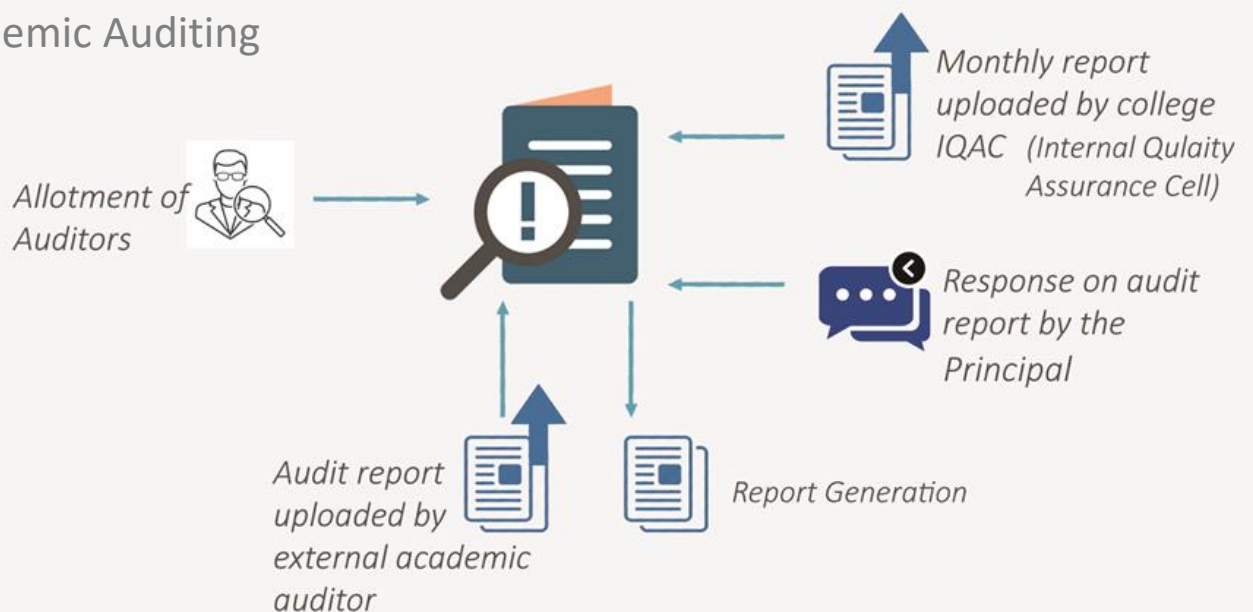 emic Auditing
Allotment of
Auditors
Monthly report
uploaded by college
IQAC (Internal Qulaity
Assurance Cell)
Response on audit
report by the
Principal
Audit report
uploaded by
external academic
auditor
Report Generation